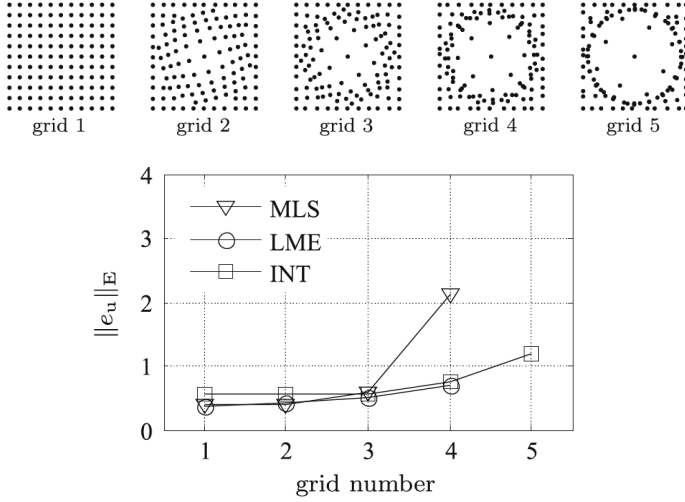 grid 1 grid 2 grid 3 grid 4 grid 5
4
3
2
1
0
MLS
LME
INT
‖e_u‖_E
1 2 3 4 5
grid number